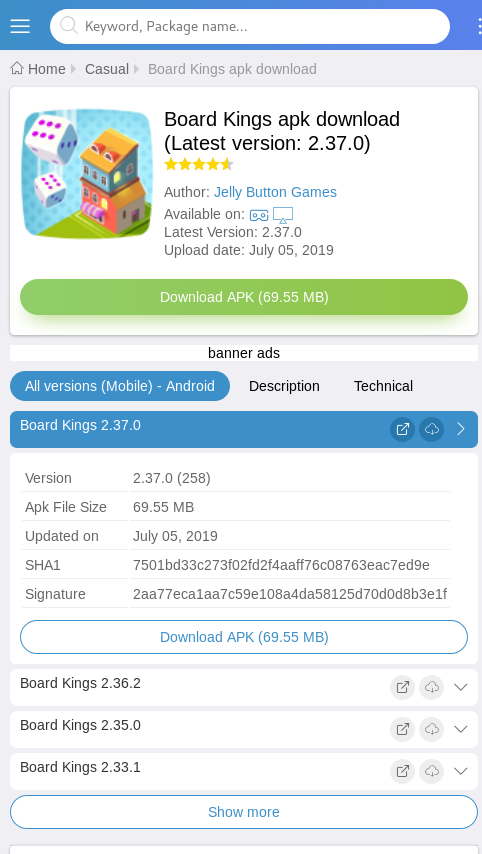 Keyword, Package name...
Home Casual Board Kings apk download
Board Kings apk download
(Latest version: 2.37.0)
Author: Jelly Button Games
Available on:
Latest Version: 2.37.0
Upload date: July 05, 2019
Download APK (69.55 MB)
banner ads
All versions (Mobile) - Android Description Technical
Board Kings 2.37.0
Version 2.37.0 (258)
Apk File Size 69.55 MB
Updated on July 05, 2019
SHA1 7501bd33c273f02fd2f4aaff76c08763eac7ed9e
Signature 2aa77eca1aa7c59e108a4da58125d70d0d8b3e1f
Download APK (69.55 MB)
Board Kings 2.36.2
Board Kings 2.35.0
Board Kings 2.33.1
Show more